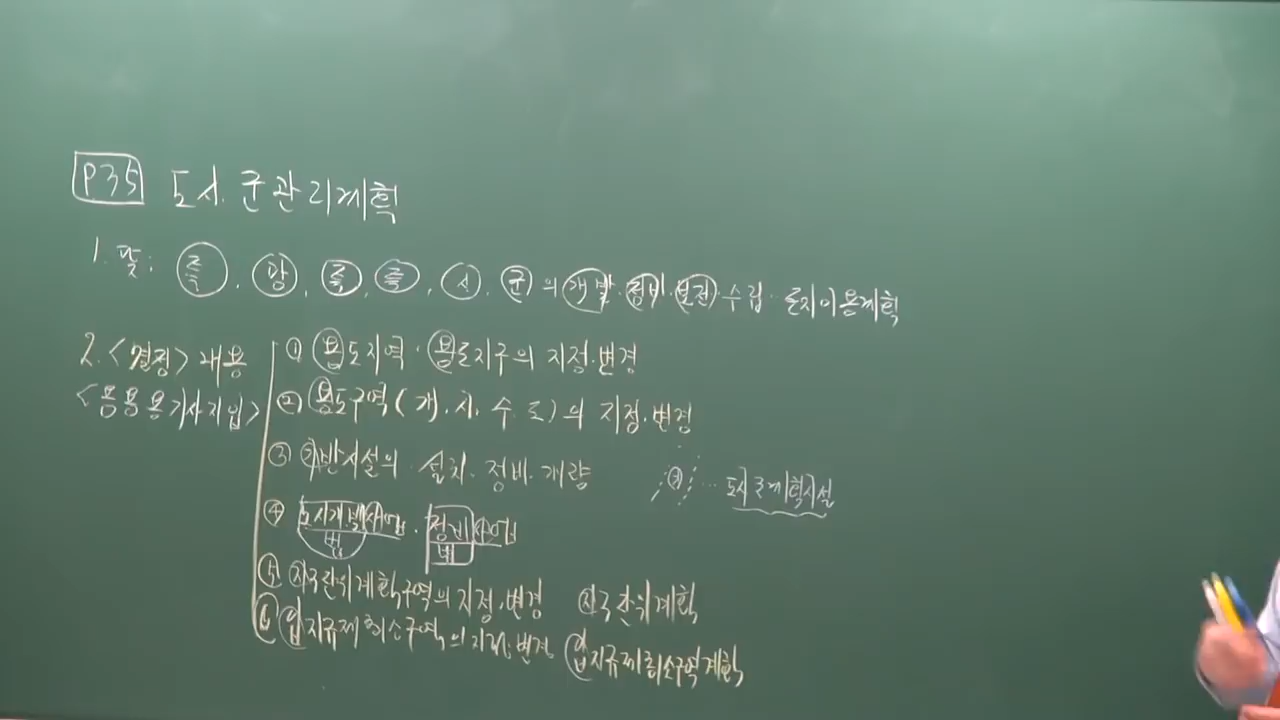 P35 도시.군관리계획
1. 뜻: 특, 광, 특, 특, 시, 군의 개발.정비.보전 수립. 토지이용계획
2. <결정> 내용
<용용용기사지입>
① 용도지역.용도지구의 지정.변경
② 용도구역(개.시.수.도)의 지정.변경
③ 기반시설의 설치.정비.개량
도시군계획시설
④ 도시개발사업.정비사업
법 법
⑤ 지구단위계획구역의 지정.변경 지구단위계획
⑥ 입지규제최소구역의 지정.변경 입지규제최소구역계획